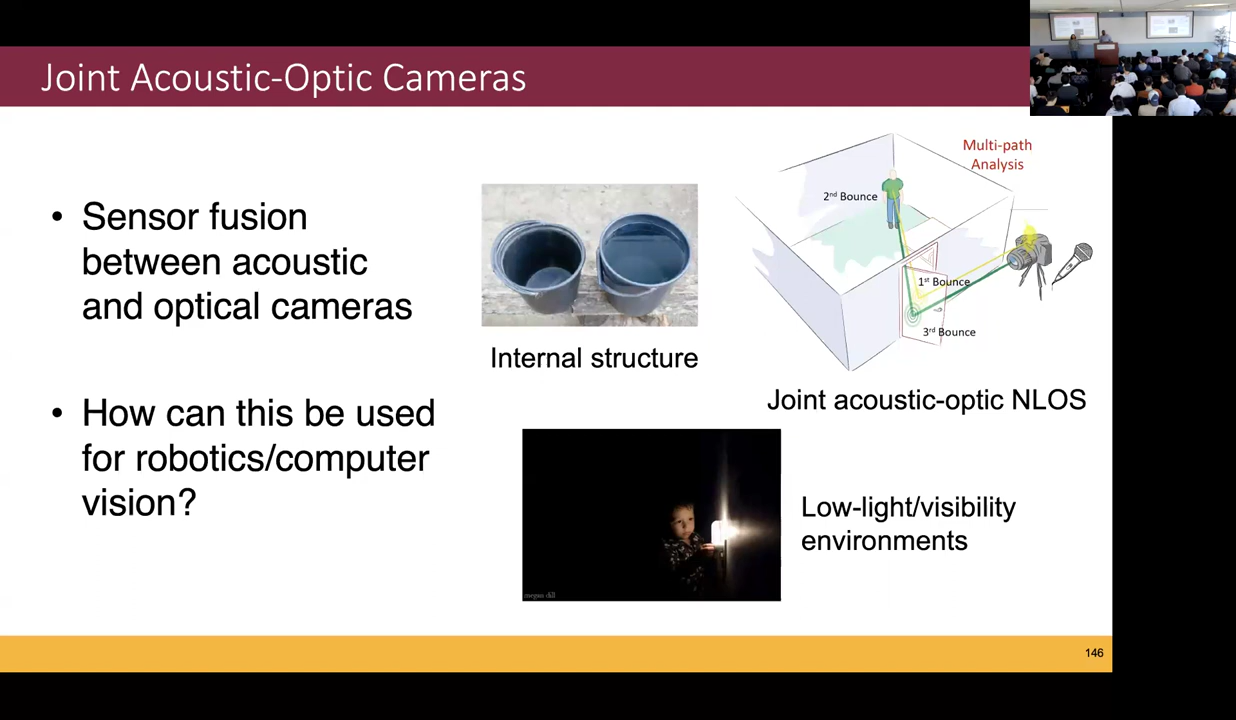 Joint Acoustic-Optic Cameras
• Sensor fusion
between acoustic
and optical cameras
• How can this be used
for robotics/computer
vision?
Internal structure
Multi-path
Analysis
2nd Bounce
1st Bounce
3rd Bounce
Joint acoustic-optic NLOS
megan dill
Low-light/visibility
environments
146